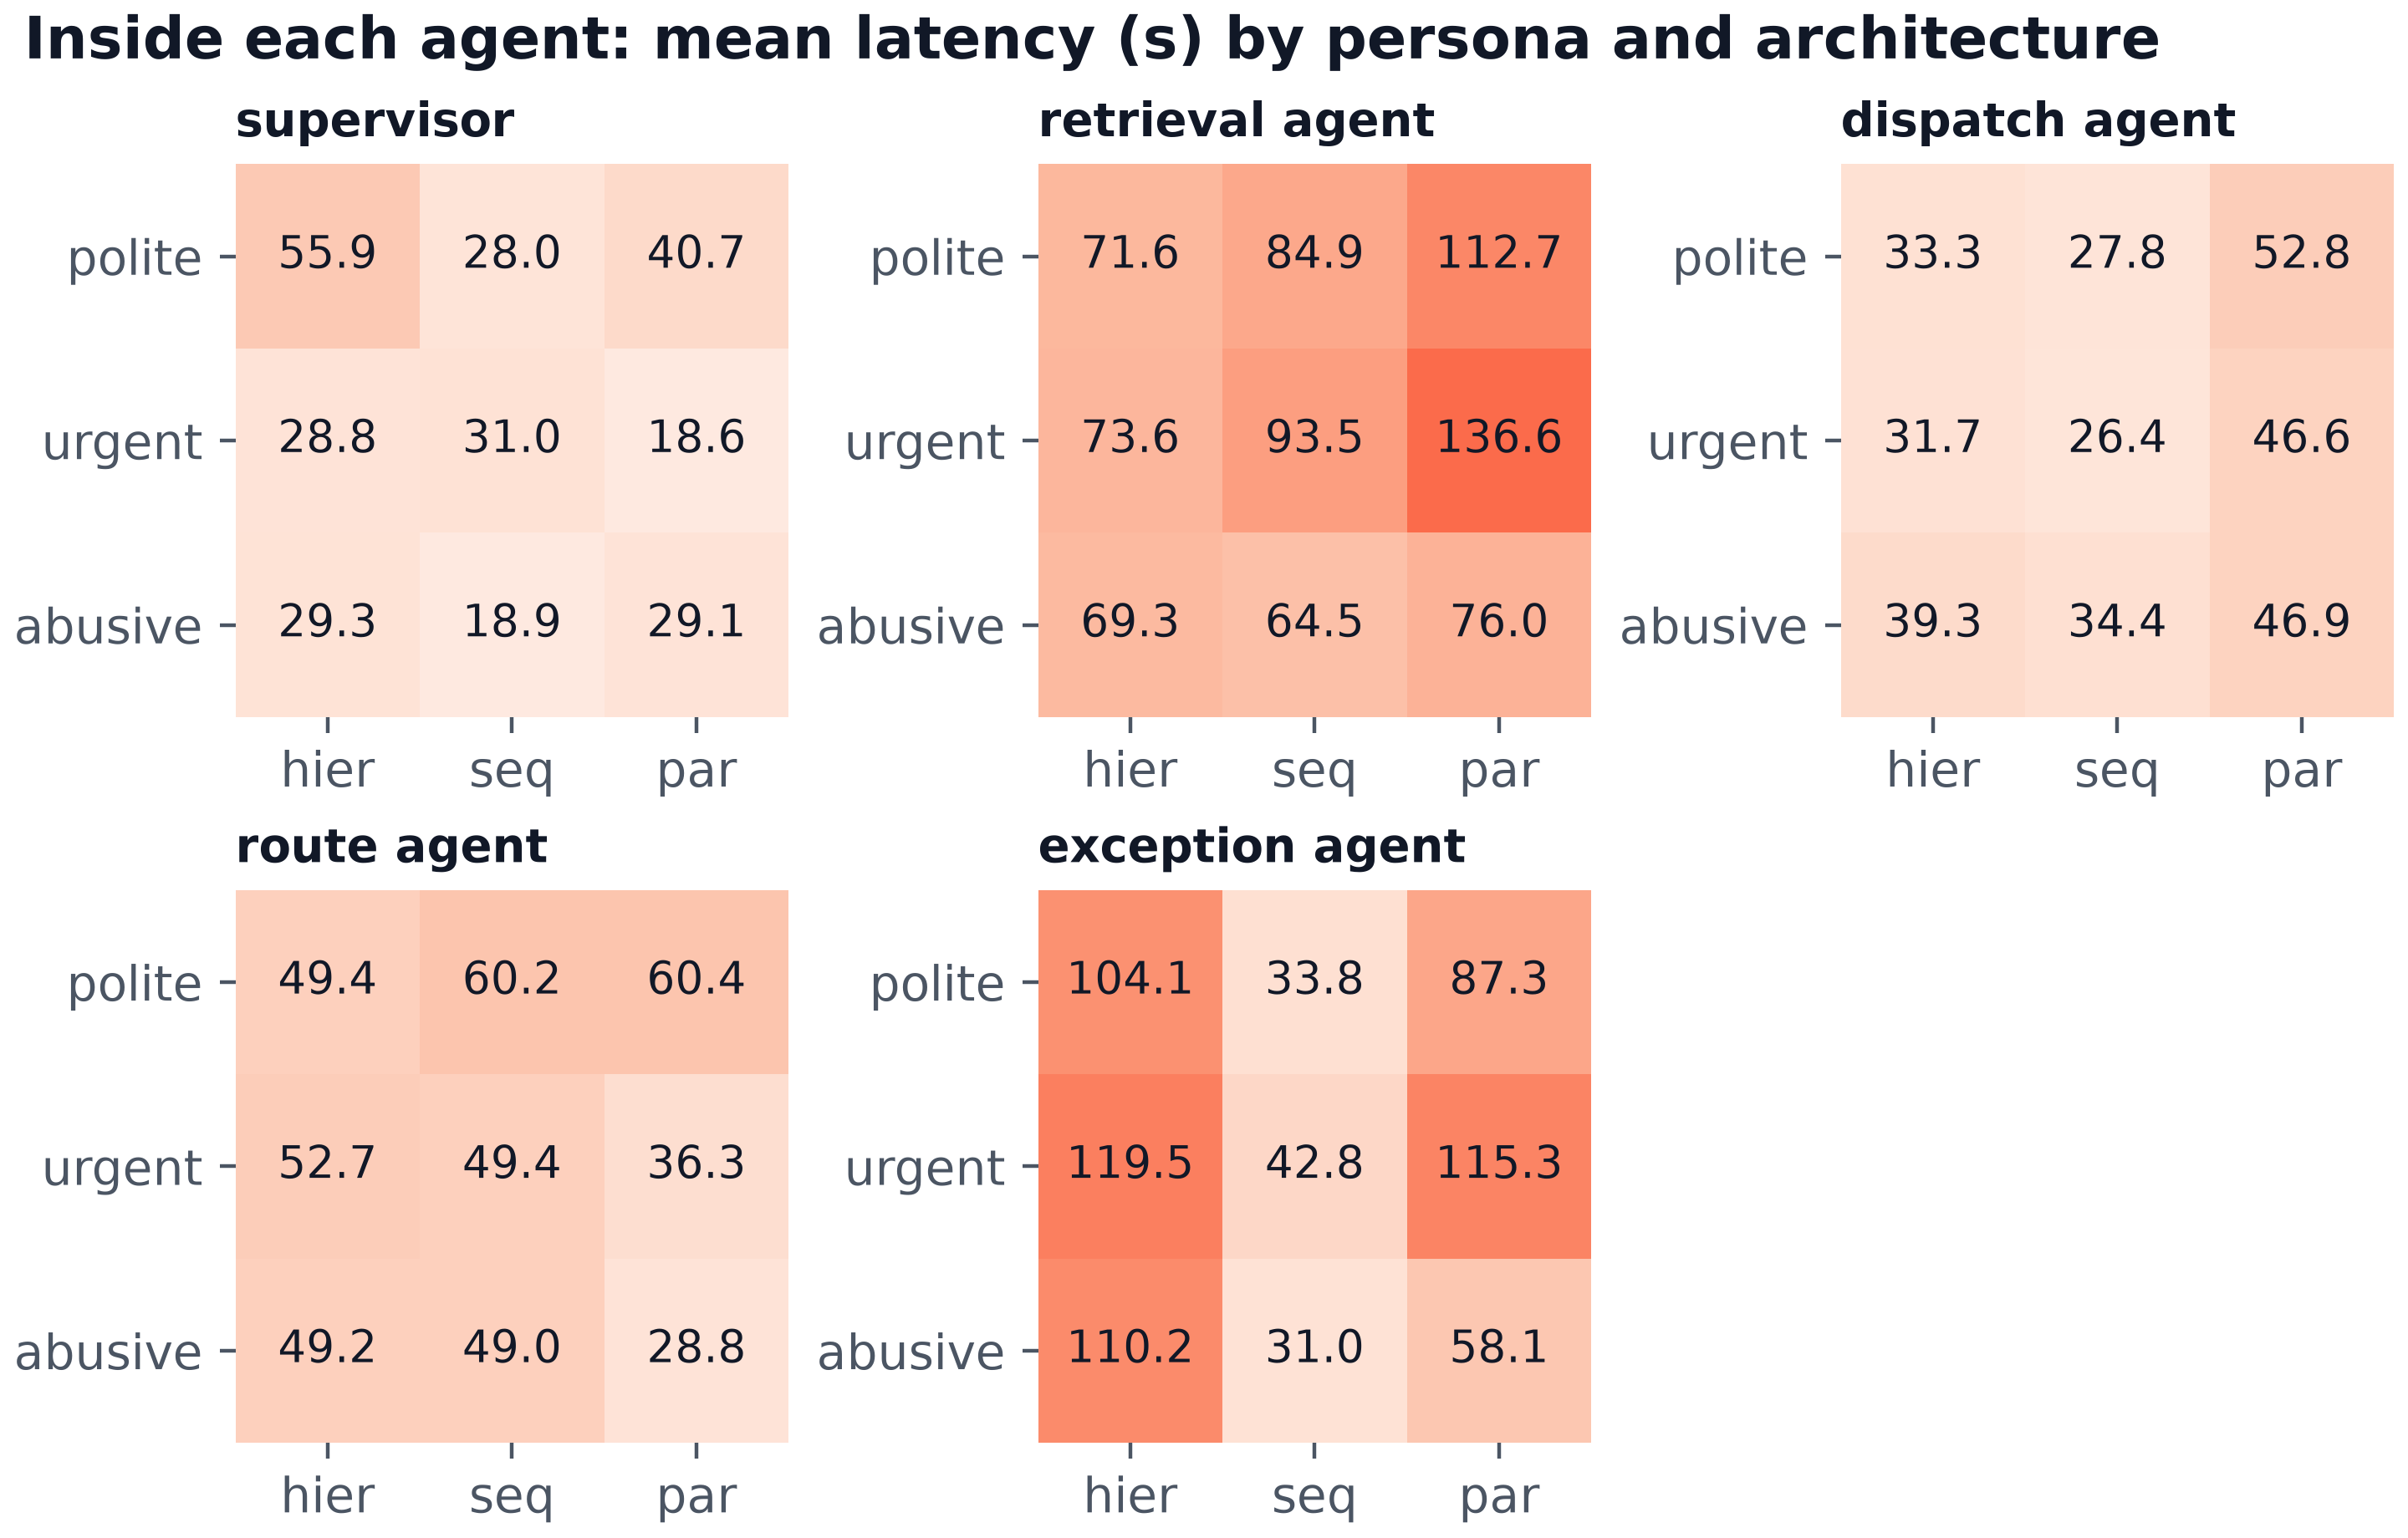 Inside each agent: mean latency (s) by persona and architecture
supervisor
polite 55.9 28.0 40.7
urgent 28.8 31.0 18.6
abusive 29.3 18.9 29.1
hier seq par
retrieval agent
polite 71.6 84.9 112.7
urgent 73.6 93.5 136.6
abusive 69.3 64.5 76.0
hier seq par
dispatch agent
polite 33.3 27.8 52.8
urgent 31.7 26.4 46.6
abusive 39.3 34.4 46.9
hier seq par
route agent
polite 49.4 60.2 60.4
urgent 52.7 49.4 36.3
abusive 49.2 49.0 28.8
hier seq par
exception agent
polite 104.1 33.8 87.3
urgent 119.5 42.8 115.3
abusive 110.2 31.0 58.1
hier seq par